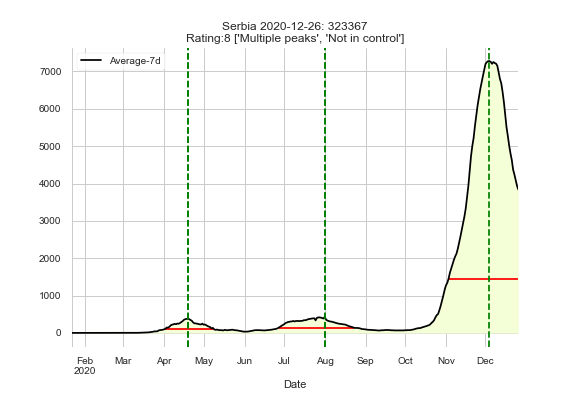 Serbia 2020-12-26: 323367
Rating:8 ['Multiple peaks', 'Not in control']
Average-7d
7000
6000
5000
4000
3000
2000
1000
0
Feb Mar Apr May Jun Jul Aug Sep Oct Nov Dec
2020
Date